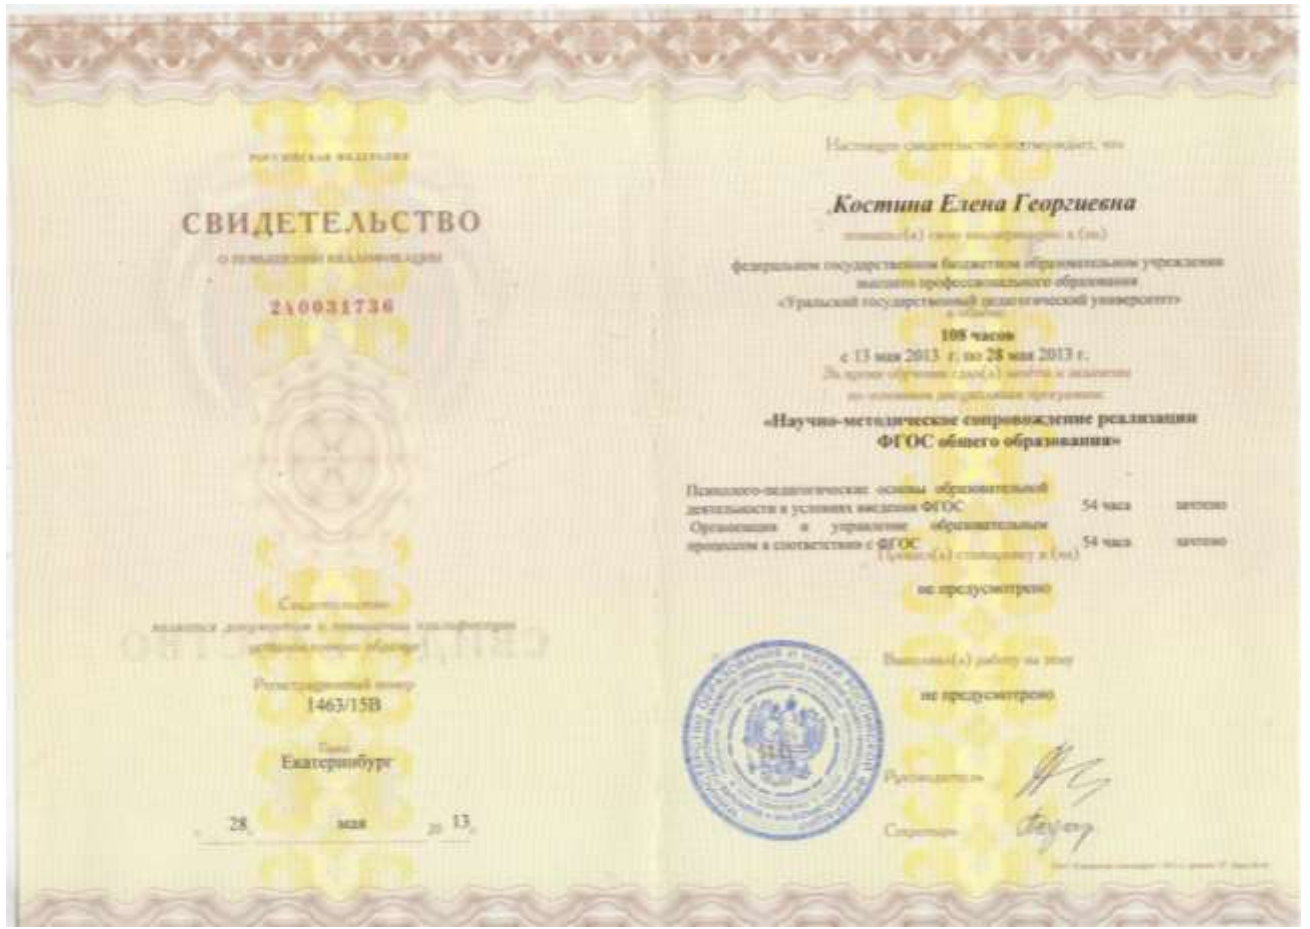 РОССИЙСКАЯ ФЕДЕРАЦИЯ
СВИДЕТЕЛЬСТВО
О ПОВЫШЕНИИ КВАЛИФИКАЦИИ
240031736
Свидетельство
является документом о повышении квалификации
установленного образца
Регистрационный номер
1463/15В
Город
Екатеринбург
28 мая 20 13
Настоящее свидетельство подтверждает, что
Костина Елена Георгиевна
повысил(а) свою квалификацию в (на)
федеральном государственном бюджетном образовательном учреждении
высшего профессионального образования
«Уральский государственный педагогический университет»
в объёме
108 часов
с 13 мая 2013 г. по 28 мая 2013 г.
За время обучения сдал(а) зачёты и экзамены
по основным дисциплинам программы:
«Научно-методическое сопровождение реализации
ФГОС общего образования»
Психолого-педагогические основы образовательной
деятельности в условиях введения ФГОС 54 часа зачтено
Организация и управление образовательным
процессом в соответствии с ФГОС 54 часа зачтено
Прошел(а) стажировку в (на)
не предусмотрено
Выполнил(а) работу на тему
не предусмотрено
Руководитель
Секретарь